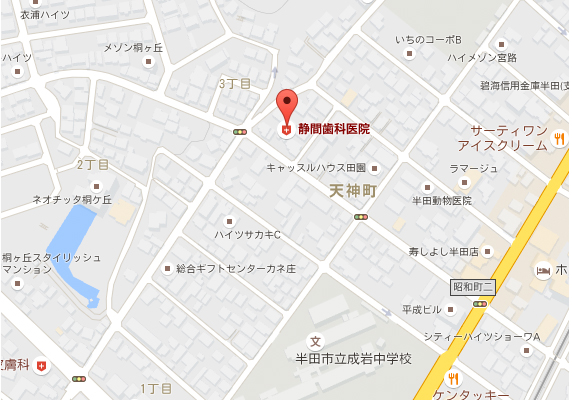 衣浦ハイツ
いちのコーポB
メゾン桐ヶ丘
ハイメゾン宮路
ハイツ
3丁目
碧海信用金庫半田(支
静間歯科医院
サーティワン
アイスクリーム
2丁目
キャッスルハウス田園
ラマージュ
天神町
ネオチッタ桐ケ丘
半田動物医院
ハイツサカキC
寿しよし半田店
桐ヶ丘スタイリッシュ
マンション
総合ギフトセンターカネ庄
ホ
昭和町二
平成ビル
文
シティーハイツショーワA
半田市立成岩中学校
皮膚科
1丁目
ケンタッキー